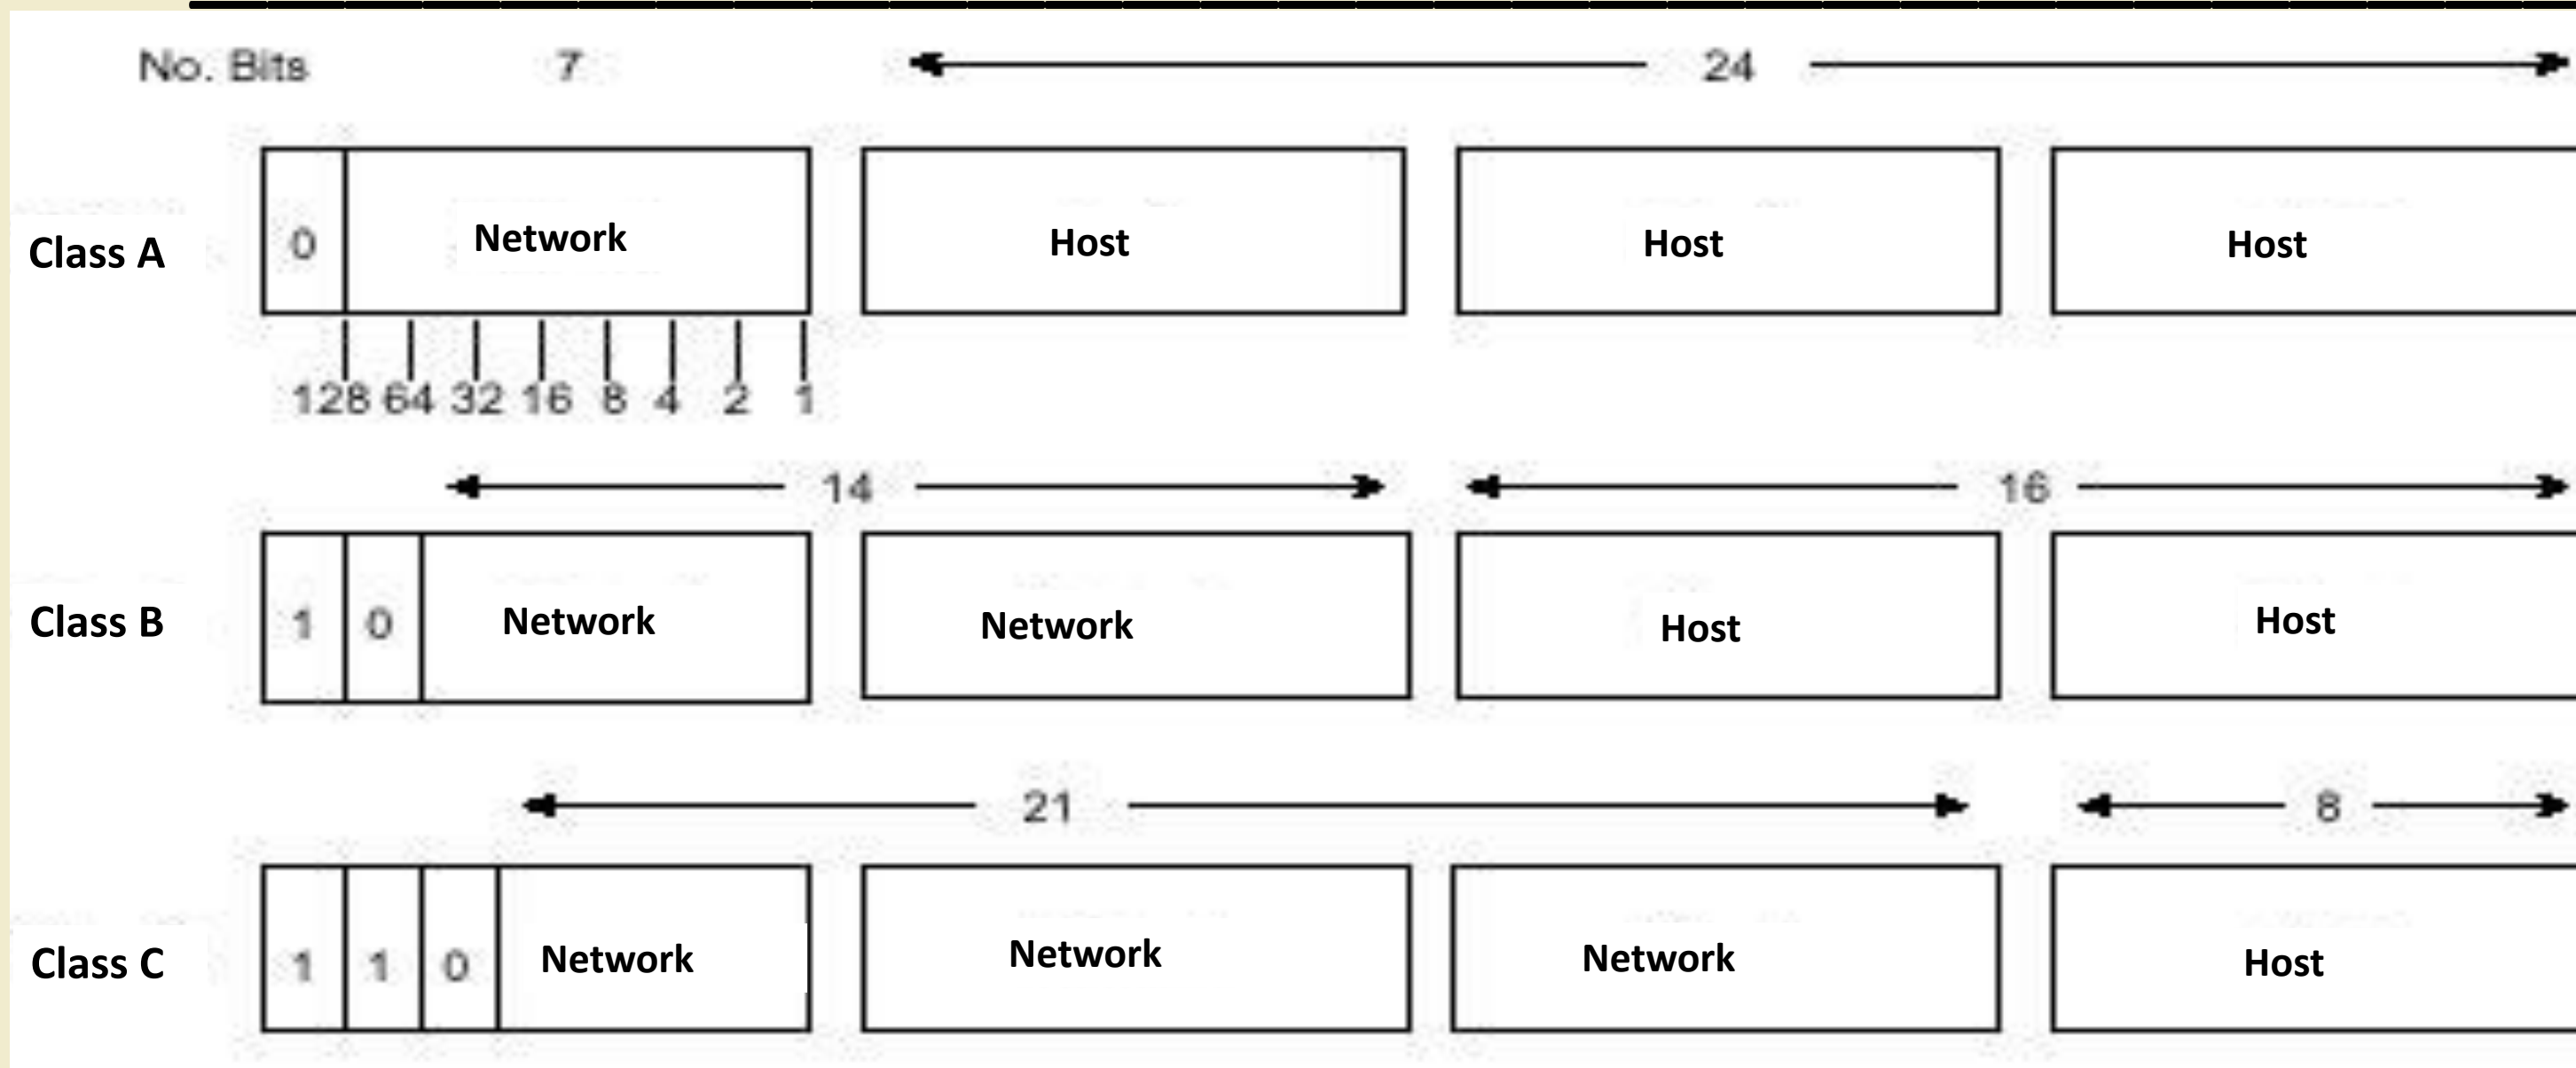 No. Bits 7 24
Class A 0 Network Host Host Host
128 64 32 16 8 4 2 1
14 16
Class B 1 0 Network Network Host Host
21 8
Class C 1 1 0 Network Network Network Host